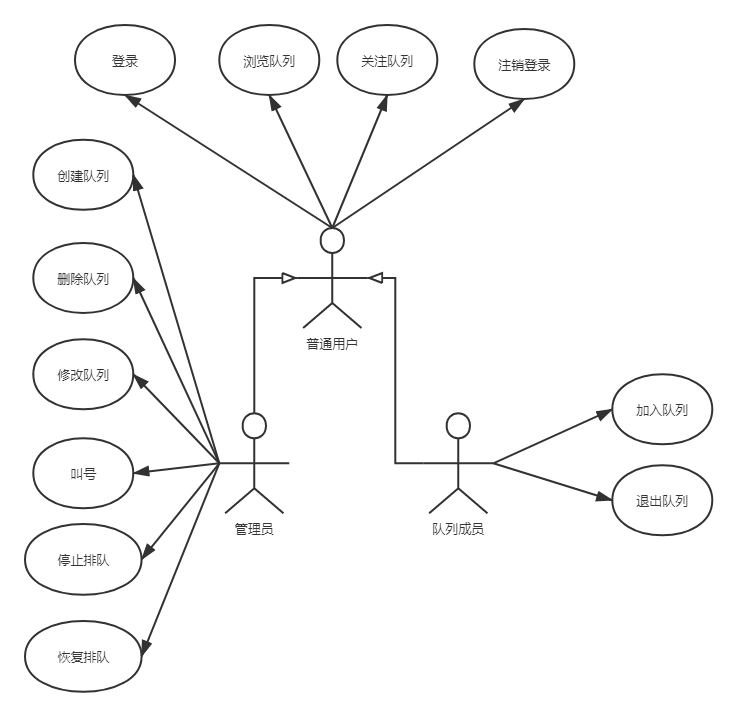 登录
浏览队列
关注队列
注销登录
创建队列
删除队列
普通用户
修改队列
加入队列
叫号
退出队列
管理员
队列成员
停止排队
恢复排队